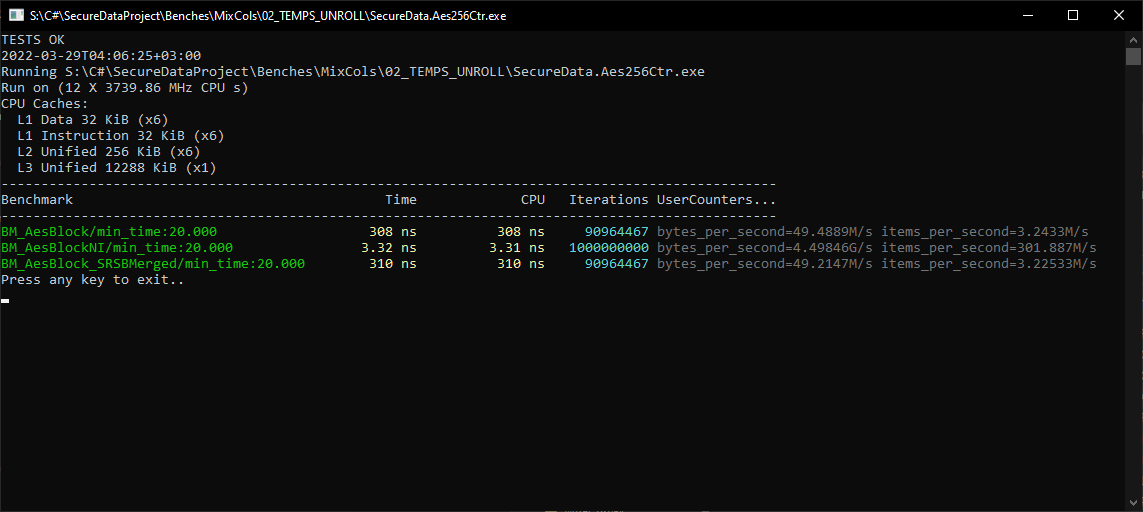 S:\C#\SecureDataProject\Benches\MixCols\02_TEMPS_UNROLL\SecureData.Aes256Ctr.exe
TESTS OK
2022-03-29T04:06:25+03:00
Running S:\C#\SecureDataProject\Benches\MixCols\02_TEMPS_UNROLL\SecureData.Aes256Ctr.exe
Run on (12 X 3739.86 MHz CPU s)
CPU Caches:
  L1 Data 32 KiB (x6)
  L1 Instruction 32 KiB (x6)
  L2 Unified 256 KiB (x6)
  L3 Unified 12288 KiB (x1)
-------------------------------------------------------------------------------------------------
Benchmark                                       Time             CPU   Iterations UserCounters...
-------------------------------------------------------------------------------------------------
BM_AesBlock/min_time:20.000                   308 ns          308 ns     90964467 bytes_per_second=49.4889M/s items_per_second=3.2433M/s
BM_AesBlockNI/min_time:20.000                3.32 ns         3.31 ns   1000000000 bytes_per_second=4.49846G/s items_per_second=301.887M/s
BM_AesBlock_SRSBMerged/min_time:20.000        310 ns          310 ns     90964467 bytes_per_second=49.2147M/s items_per_second=3.22533M/s
Press any key to exit..